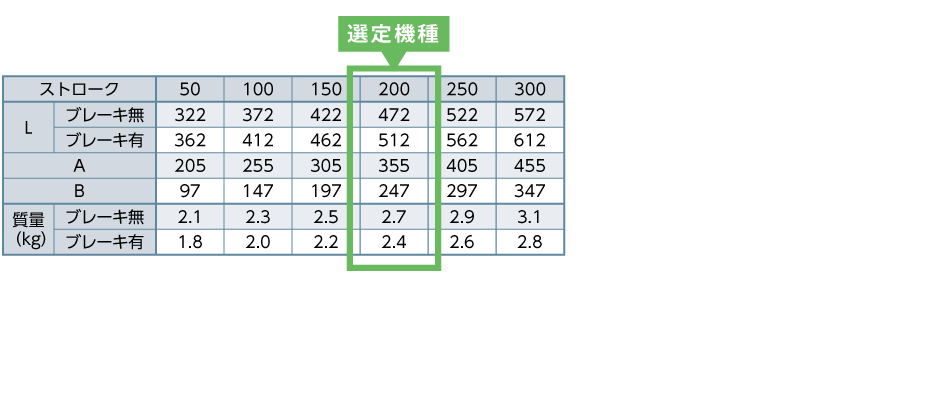 選定機種
ストローク 50 100 150 200 250 300
L ブレーキ無 322 372 422 472 522 572
ブレーキ有 362 412 462 512 562 612
A 205 255 305 355 405 455
B 97 147 197 247 297 347
質量(kg) ブレーキ無 2.1 2.3 2.5 2.7 2.9 3.1
ブレーキ有 1.8 2.0 2.2 2.4 2.6 2.8